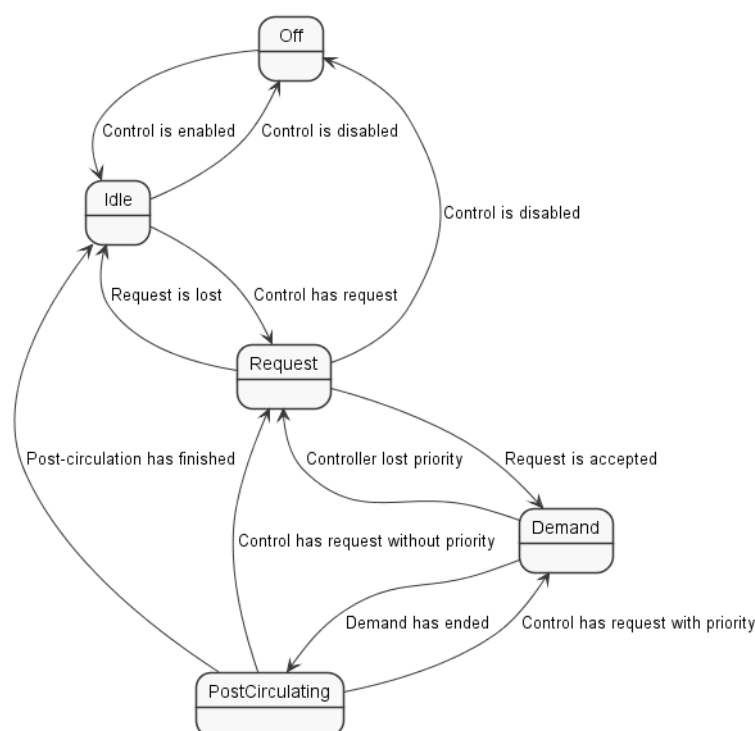 Off
Control is enabled
Control is disabled
Idle
Control is disabled
Request is lost
Control has request
Request
Post-circulation has finished
Controller lost priority
Request is accepted
Demand
Control has request without priority
Demand has ended
Control has request with priority
PostCirculating